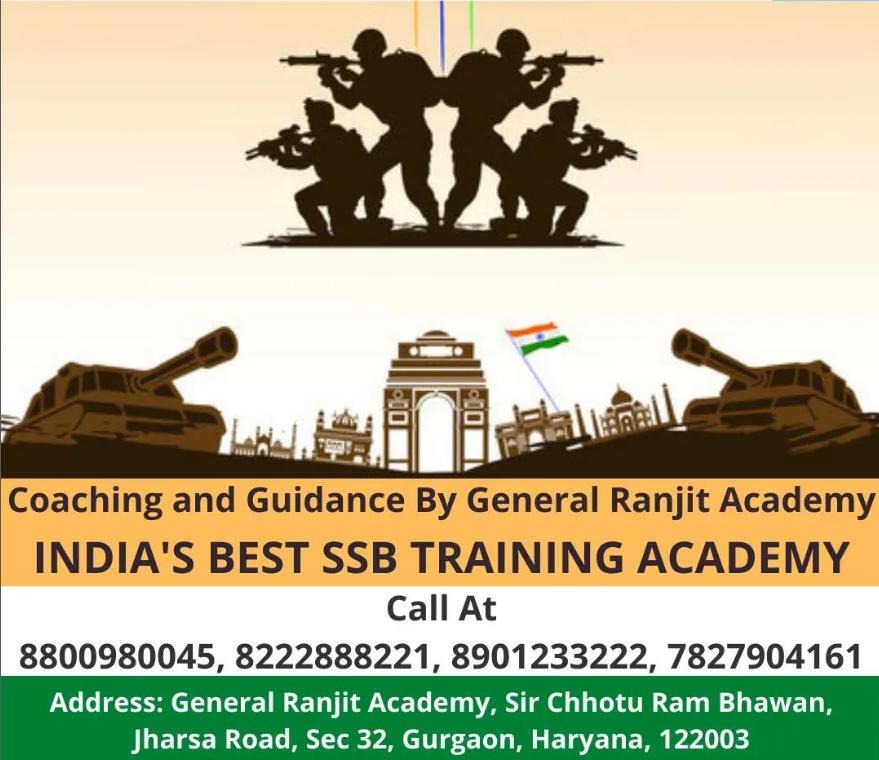 Coaching and Guidance By General Ranjit Academy
INDIA'S BEST SSB TRAINING ACADEMY
Call At
8800980045, 8222888221, 8901233222, 7827904161
Address: General Ranjit Academy, Sir Chhotu Ram Bhawan,
Jharsa Road, Sec 32, Gurgaon, Haryana, 122003